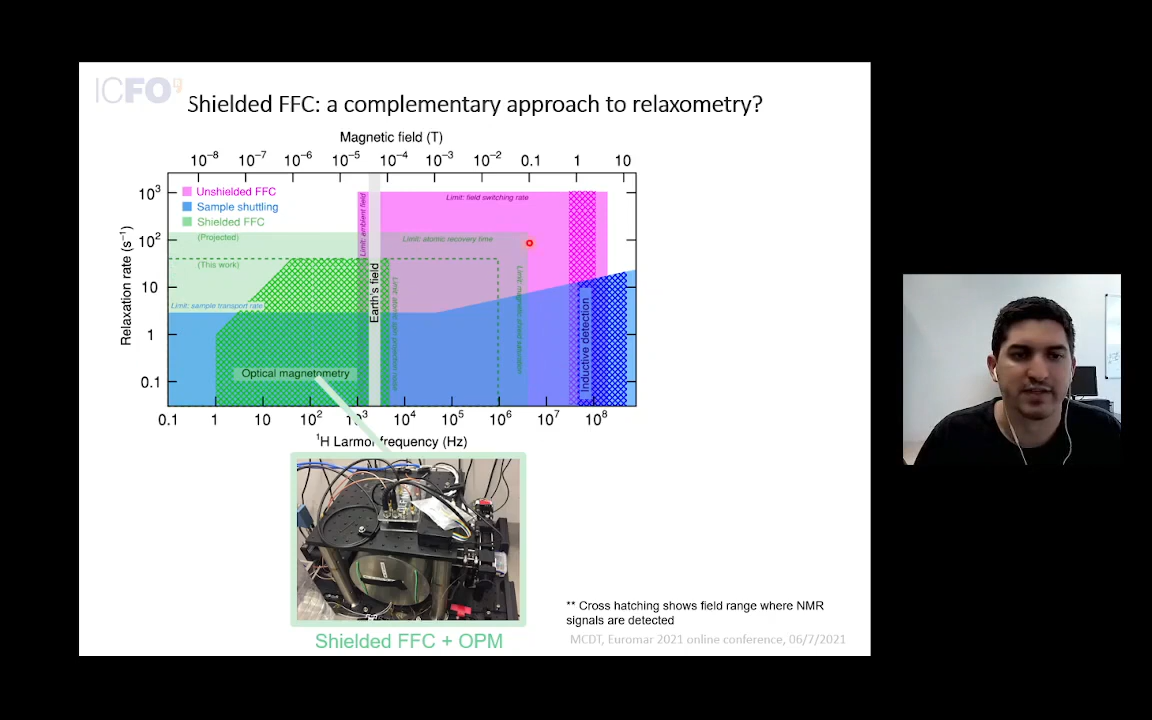 ICFO
Shielded FFC: a complementary approach to relaxometry?
Magnetic field (T)
10⁻⁸ 10⁻⁷ 10⁻⁶ 10⁻⁵ 10⁻⁴ 10⁻³ 10⁻² 0.1 1 10
Relaxation rate (s⁻¹)
10³
10²
10
1
0.1
Unshielded FFC
Sample shuttling
Shielded FFC
(Projected)
(This work)
Limit: sample transport rate
Limit: ambient field
Earth's field
Limit: field switching rate
Limit: atomic recovery time
Inductive detection
Optical magnetometry
0.1 1 10 10² 10³ 10⁴ 10⁵ 10⁶ 10⁷ 10⁸
¹H Larmor frequency (Hz)
Shielded FFC + OPM
** Cross hatching shows field range where NMR
signals are detected
MCDT, Euromar 2021 online conference, 06/7/2021